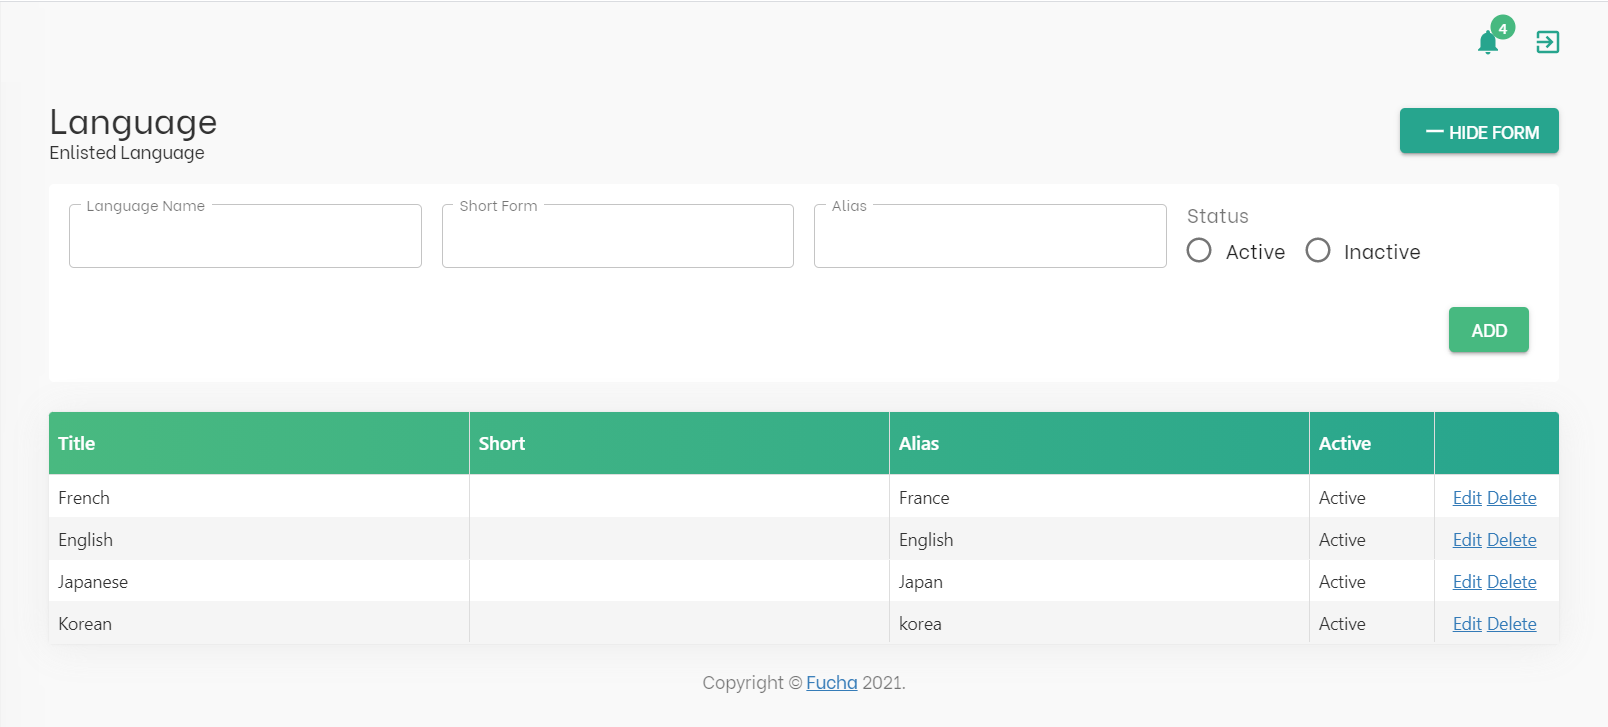 4
Language
Enlisted Language
HIDE FORM
Language Name Short Form Alias Status
Active Inactive
ADD
Title Short Alias Active
French France Active Edit Delete
English English Active Edit Delete
Japanese Japan Active Edit Delete
Korean korea Active Edit Delete
Copyright © Fucha 2021.